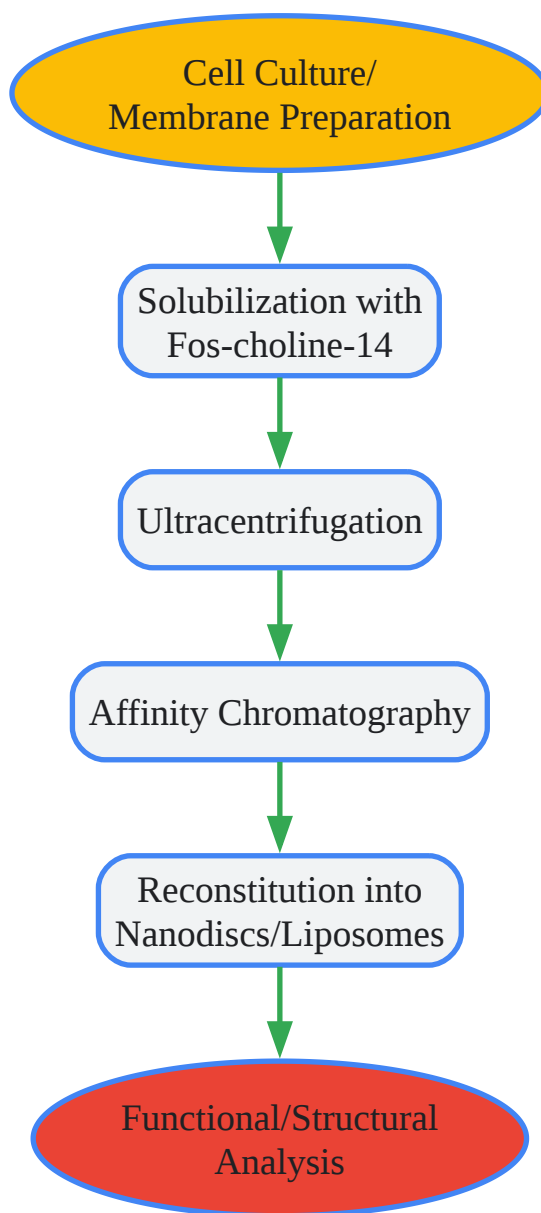 Cell Culture/
Membrane Preparation
Solubilization with
Fos-choline-14
Ultracentrifugation
Affinity Chromatography
Reconstitution into
Nanodiscs/Liposomes
Functional/Structural
Analysis